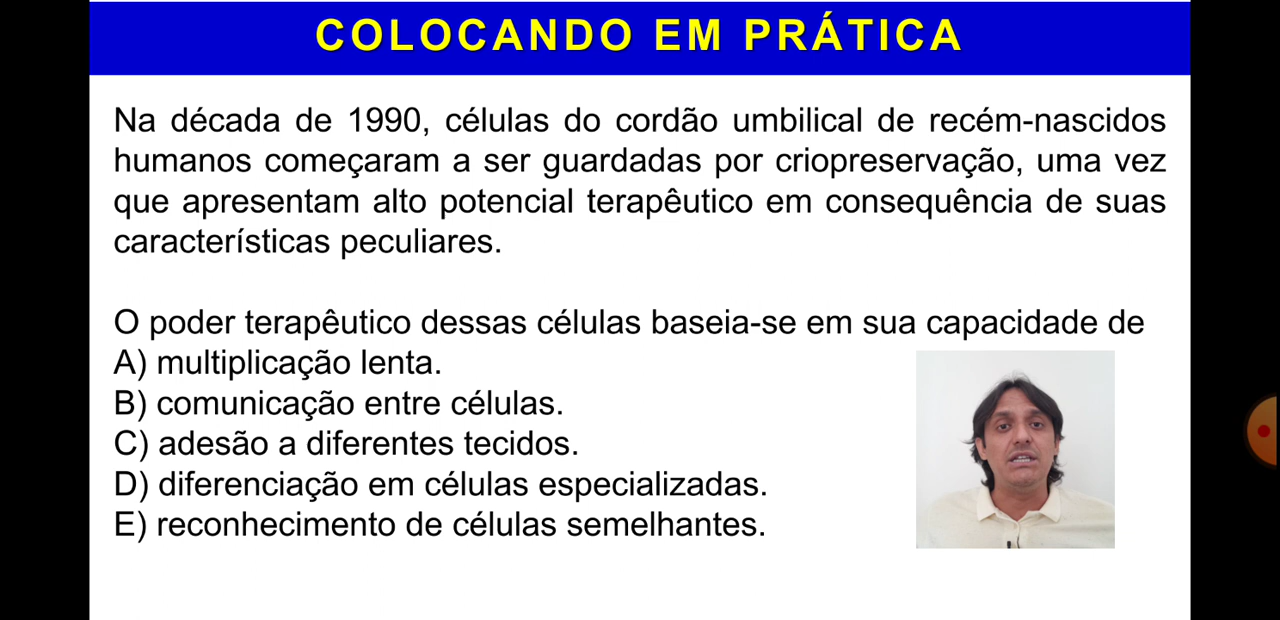 COLOCANDO EM PRÁTICA
Na década de 1990, células do cordão umbilical de recém-nascidos
humanos começaram a ser guardadas por criopreservação, uma vez
que apresentam alto potencial terapêutico em consequência de suas
características peculiares.
O poder terapêutico dessas células baseia-se em sua capacidade de
A) multiplicação lenta.
B) comunicação entre células.
C) adesão a diferentes tecidos.
D) diferenciação em células especializadas.
E) reconhecimento de células semelhantes.